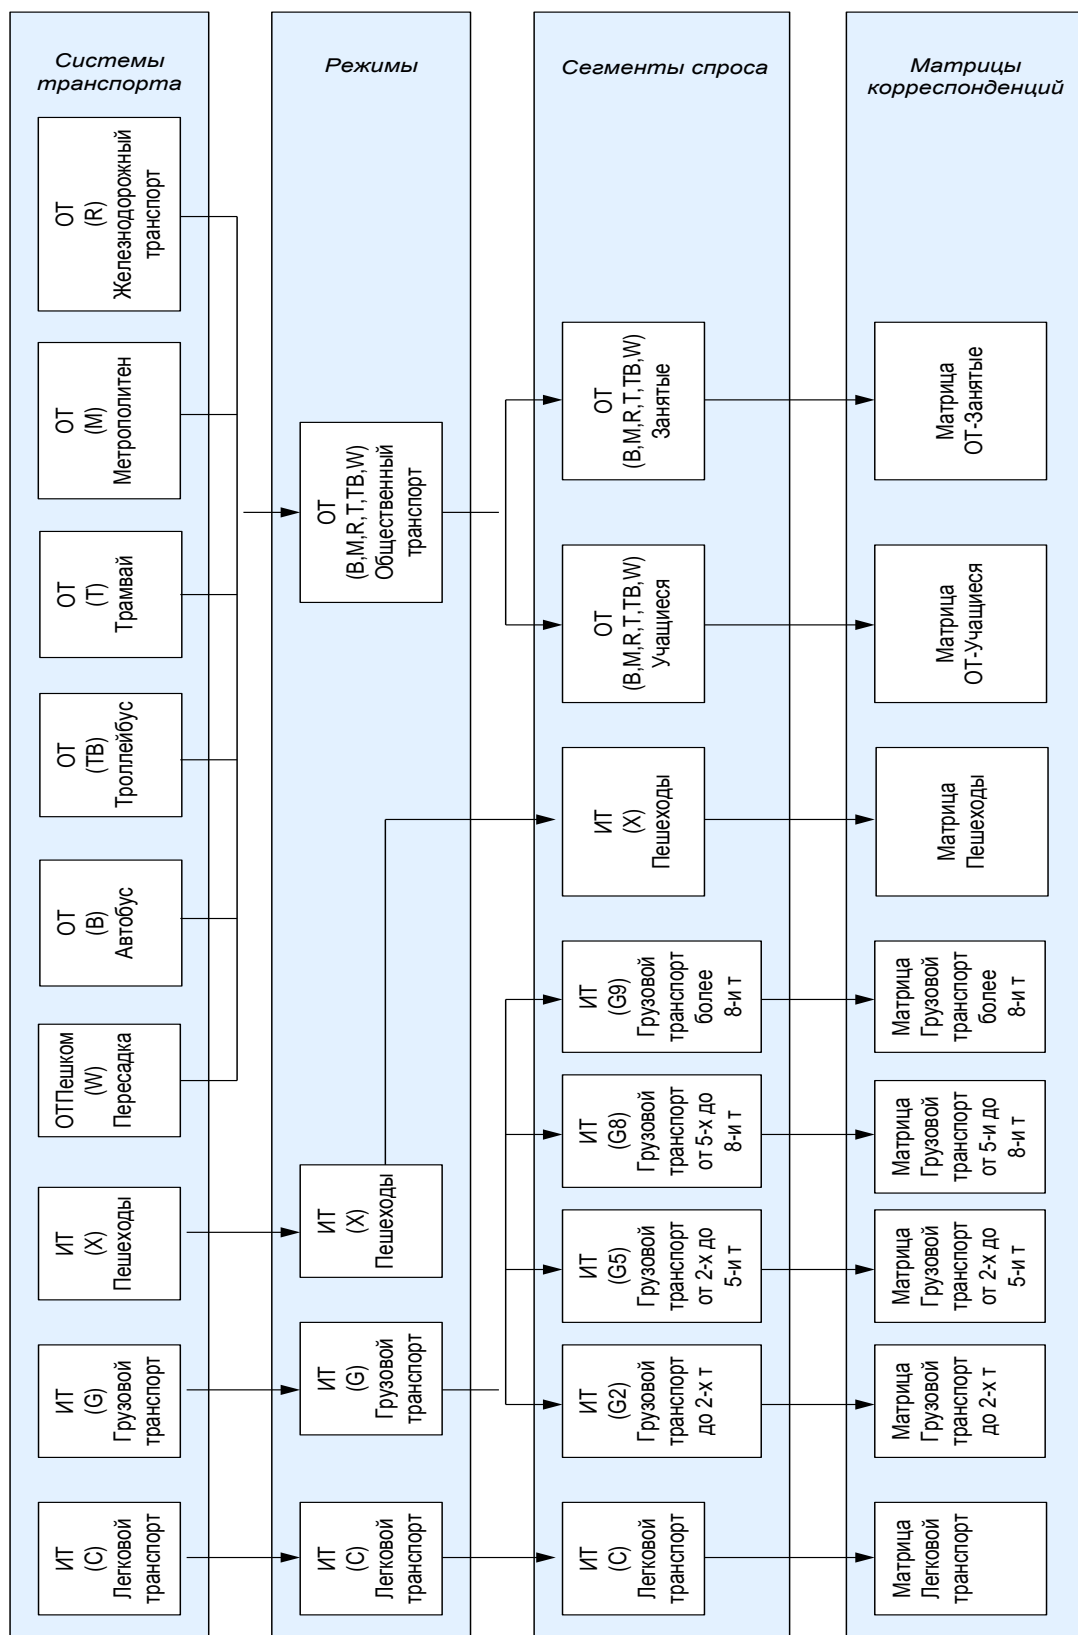 Системы
транспорта
ОТ
(R)
Железнодорожный
транспорт
ОТ
(M)
Метрополитен
ОТ
(T)
Трамвай
ОТ
(TB)
Троллейбус
ОТ
(B)
Автобус
ОТПешком
(W)
Пересадка
ИТ
(X)
Пешеходы
ИТ
(G)
Грузовой
транспорт
ИТ
(C)
Легковой
транспорт
Режимы
ОТ
(B,M,R,T,TB,W)
Общественный
транспорт
ИТ
(X)
Пешеходы
ИТ
(G)
Грузовой
транспорт
ИТ
(C)
Легковой
транспорт
Сегменты спроса
ОТ
(B,M,R,T,TB,W)
Занятые
ОТ
(B,M,R,T,TB,W)
Учащиеся
ИТ
(X)
Пешеходы
ИТ
(G9)
Грузовой
транспорт
более
8-и т
ИТ
(G8)
Грузовой
транспорт
от 5-х до
8-и т
ИТ
(G5)
Грузовой
транспорт
от 2-х до
5-и т
ИТ
(G2)
Грузовой
транспорт
до 2-х т
ИТ
(C)
Легковой
транспорт
Матрицы
корреспонденций
Матрица
ОТ-Занятые
Матрица
ОТ-Учащиеся
Матрица
Пешеходы
Матрица
Грузовой
транспорт
более
8-и т
Матрица
Грузовой
транспорт
от 5-и до
8-и т
Матрица
Грузовой
транспорт
от 2-х до
5-и т
Матрица
Грузовой
транспорт
до 2-х т
Матрица
Легковой
транспорт